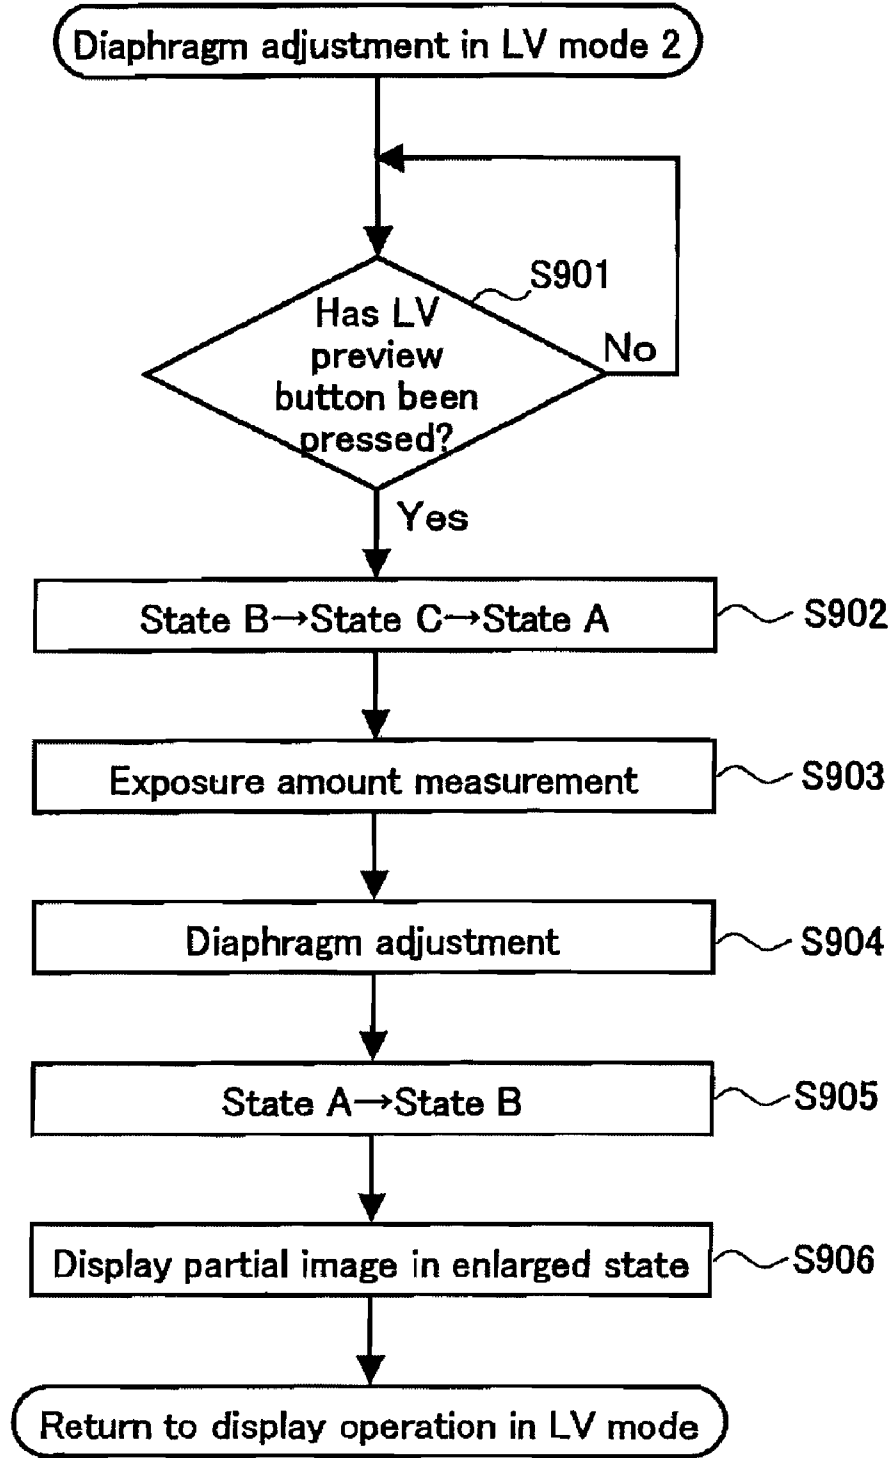 Diaphragm adjustment in LV mode 2
S901
Has LV
preview
button been
pressed?
No
Yes
State B→State C→State A
S902
Exposure amount measurement
S903
Diaphragm adjustment
S904
State A→State B
S905
Display partial image in enlarged state
S906
Return to display operation in LV mode